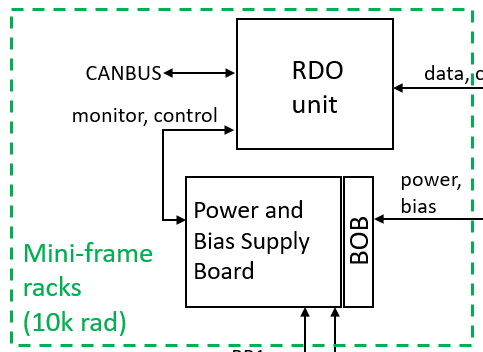 CANBUS
RDO
unit
data,
monitor, control
power,
bias
Power and
Bias Supply
Board
BOB
Mini-frame
racks
(10k rad)